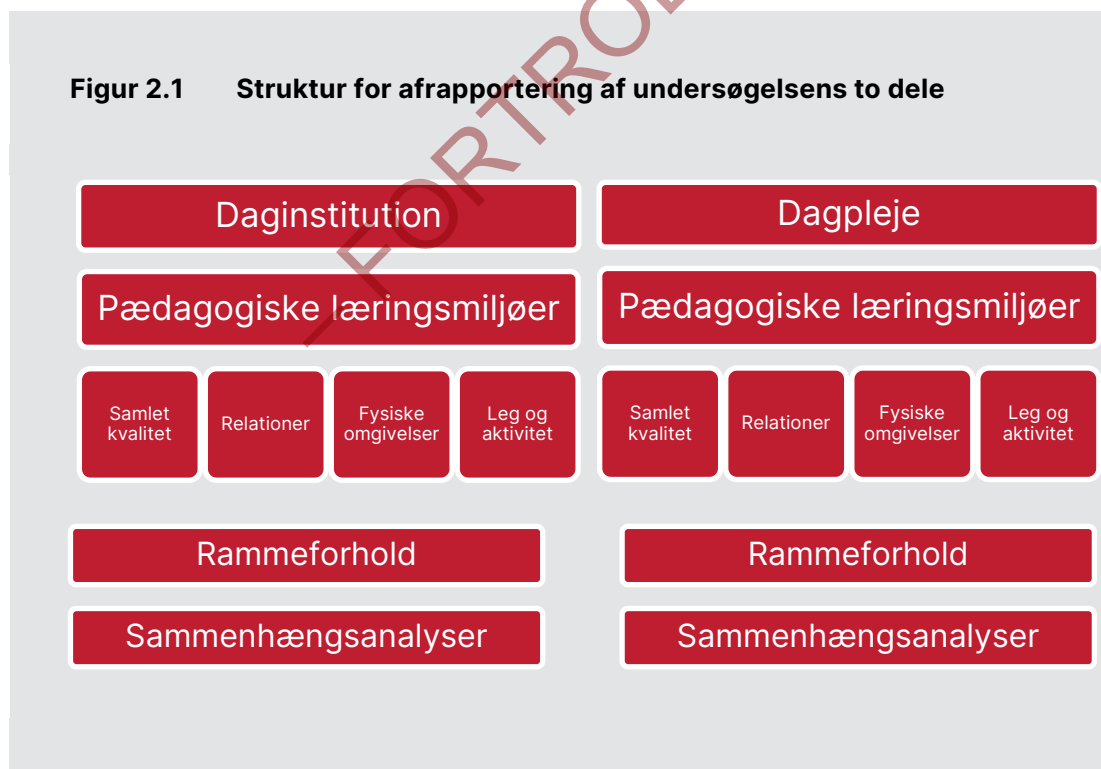 Figur 2.1 Struktur for afrapportering af undersøgelsens to dele
Daginstitution
Pædagogiske læringsmiljøer
Samlet
kvalitet
Relationer
Fysiske
omgivelser
Leg og
aktivitet
Rammeforhold
Sammenhængsanalyser
Dagpleje
Pædagogiske læringsmiljøer
Samlet
kvalitet
Relationer
Fysiske
omgivelser
Leg og
aktivitet
Rammeforhold
Sammenhængsanalyser